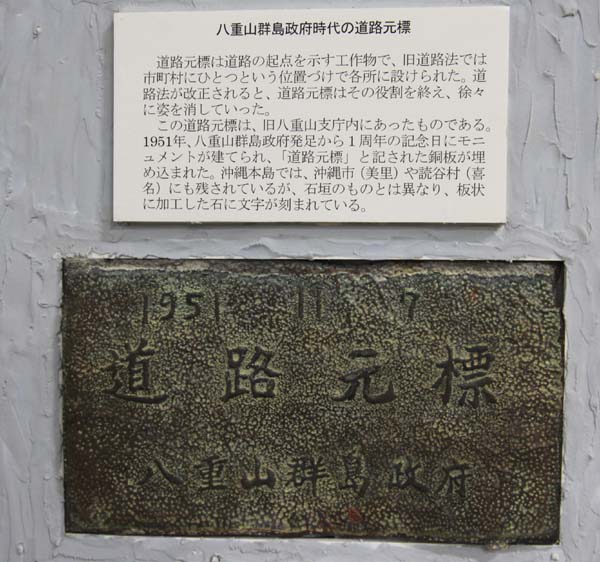 八重山群島政府時代の道路元標
道路元標は道路の起点を示す工作物で、旧道路法では
市町村にひとつという位置づけで各所に設けられた。道
路法が改正されると、道路元標はその役割を終え、徐々
に姿を消していった。
この道路元標は、旧八重山支庁内にあったものである。
1951年、八重山群島政府発足から1周年の記念日にモニ
ュメントが建てられ、「道路元標」と記された銅板が埋
め込まれた。沖縄本島では、沖縄市（美里）や読谷村（喜
名）にも残されているが、石垣のものとは異なり、板状
に加工した石に文字が刻まれている。
1951 11 7
道路元標
八重山群島政府